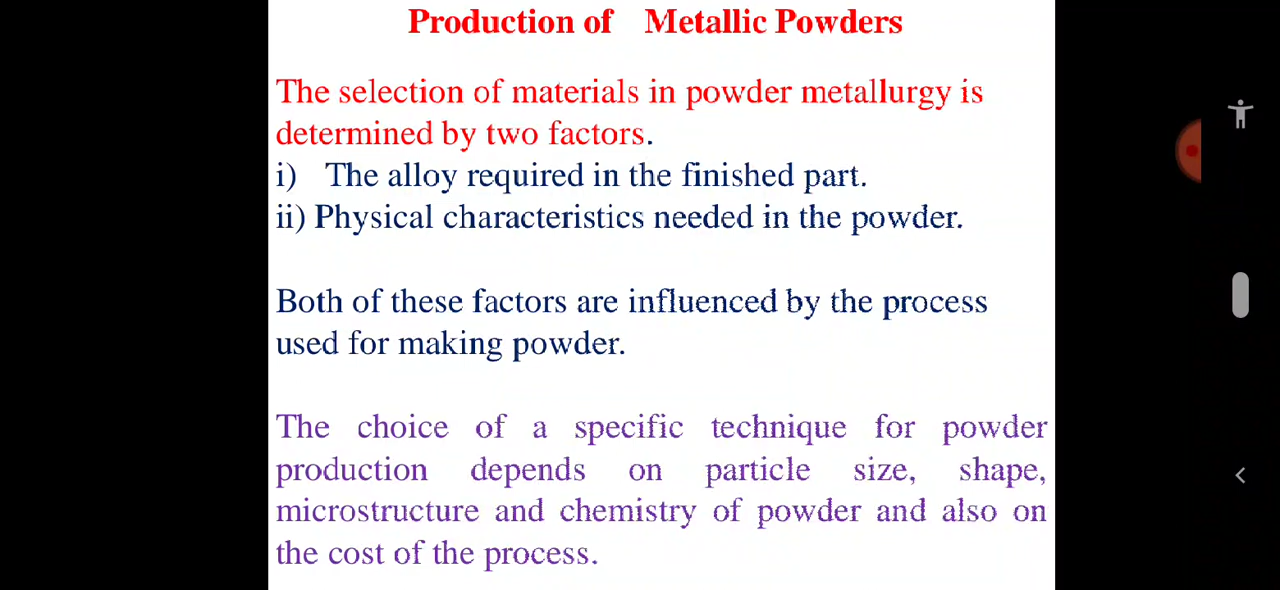 Production of Metallic Powders
The selection of materials in powder metallurgy is
determined by two factors.
i) The alloy required in the finished part.
ii) Physical characteristics needed in the powder.
Both of these factors are influenced by the process
used for making powder.
The choice of a specific technique for powder
production depends on particle size, shape,
microstructure and chemistry of powder and also on
the cost of the process.